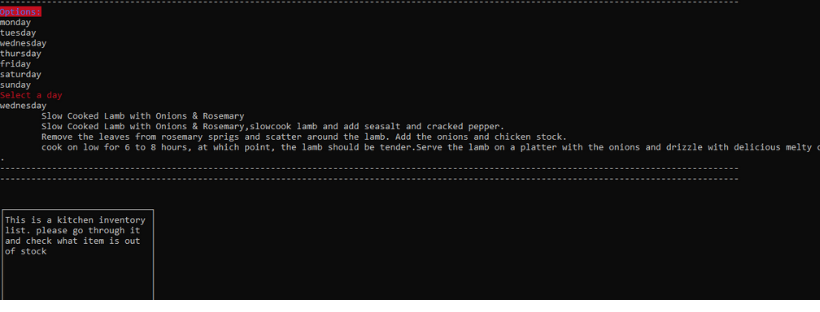 Options:
monday
tuesday
wednesday
thursday
friday
saturday
sunday
Select a day
wednesday
Slow Cooked Lamb with Onions & Rosemary
Slow Cooked Lamb with Onions & Rosemary,slowcook lamb and add seasalt and cracked pepper.
Remove the leaves from rosemary sprigs and scatter around the lamb. Add the onions and chicken stock.
cook on low for 6 to 8 hours, at which point, the lamb should be tender.Serve the lamb on a platter with the onions and drizzle with delicious melty
.
This is a kitchen inventory
list. please go through it
and check what item is out
of stock